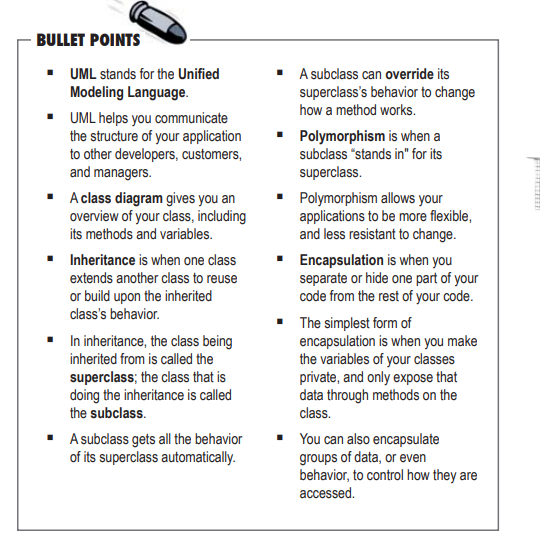 BULLET POINTS
▪ UML stands for the Unified
Modeling Language.
▪ UML helps you communicate
the structure of your application
to other developers, customers,
and managers.
▪ A class diagram gives you an
overview of your class, including
its methods and variables.
▪ Inheritance is when one class
extends another class to reuse
or build upon the inherited
class’s behavior.
▪ In inheritance, the class being
inherited from is called the
superclass; the class that is
doing the inheritance is called
the subclass.
▪ A subclass gets all the behavior
of its superclass automatically.
▪ A subclass can override its
superclass’s behavior to change
how a method works.
▪ Polymorphism is when a
subclass “stands in" for its
superclass.
▪ Polymorphism allows your
applications to be more flexible,
and less resistant to change.
▪ Encapsulation is when you
separate or hide one part of your
code from the rest of your code.
▪ The simplest form of
encapsulation is when you make
the variables of your classes
private, and only expose that
data through methods on the
class.
▪ You can also encapsulate
groups of data, or even
behavior, to control how they are
accessed.